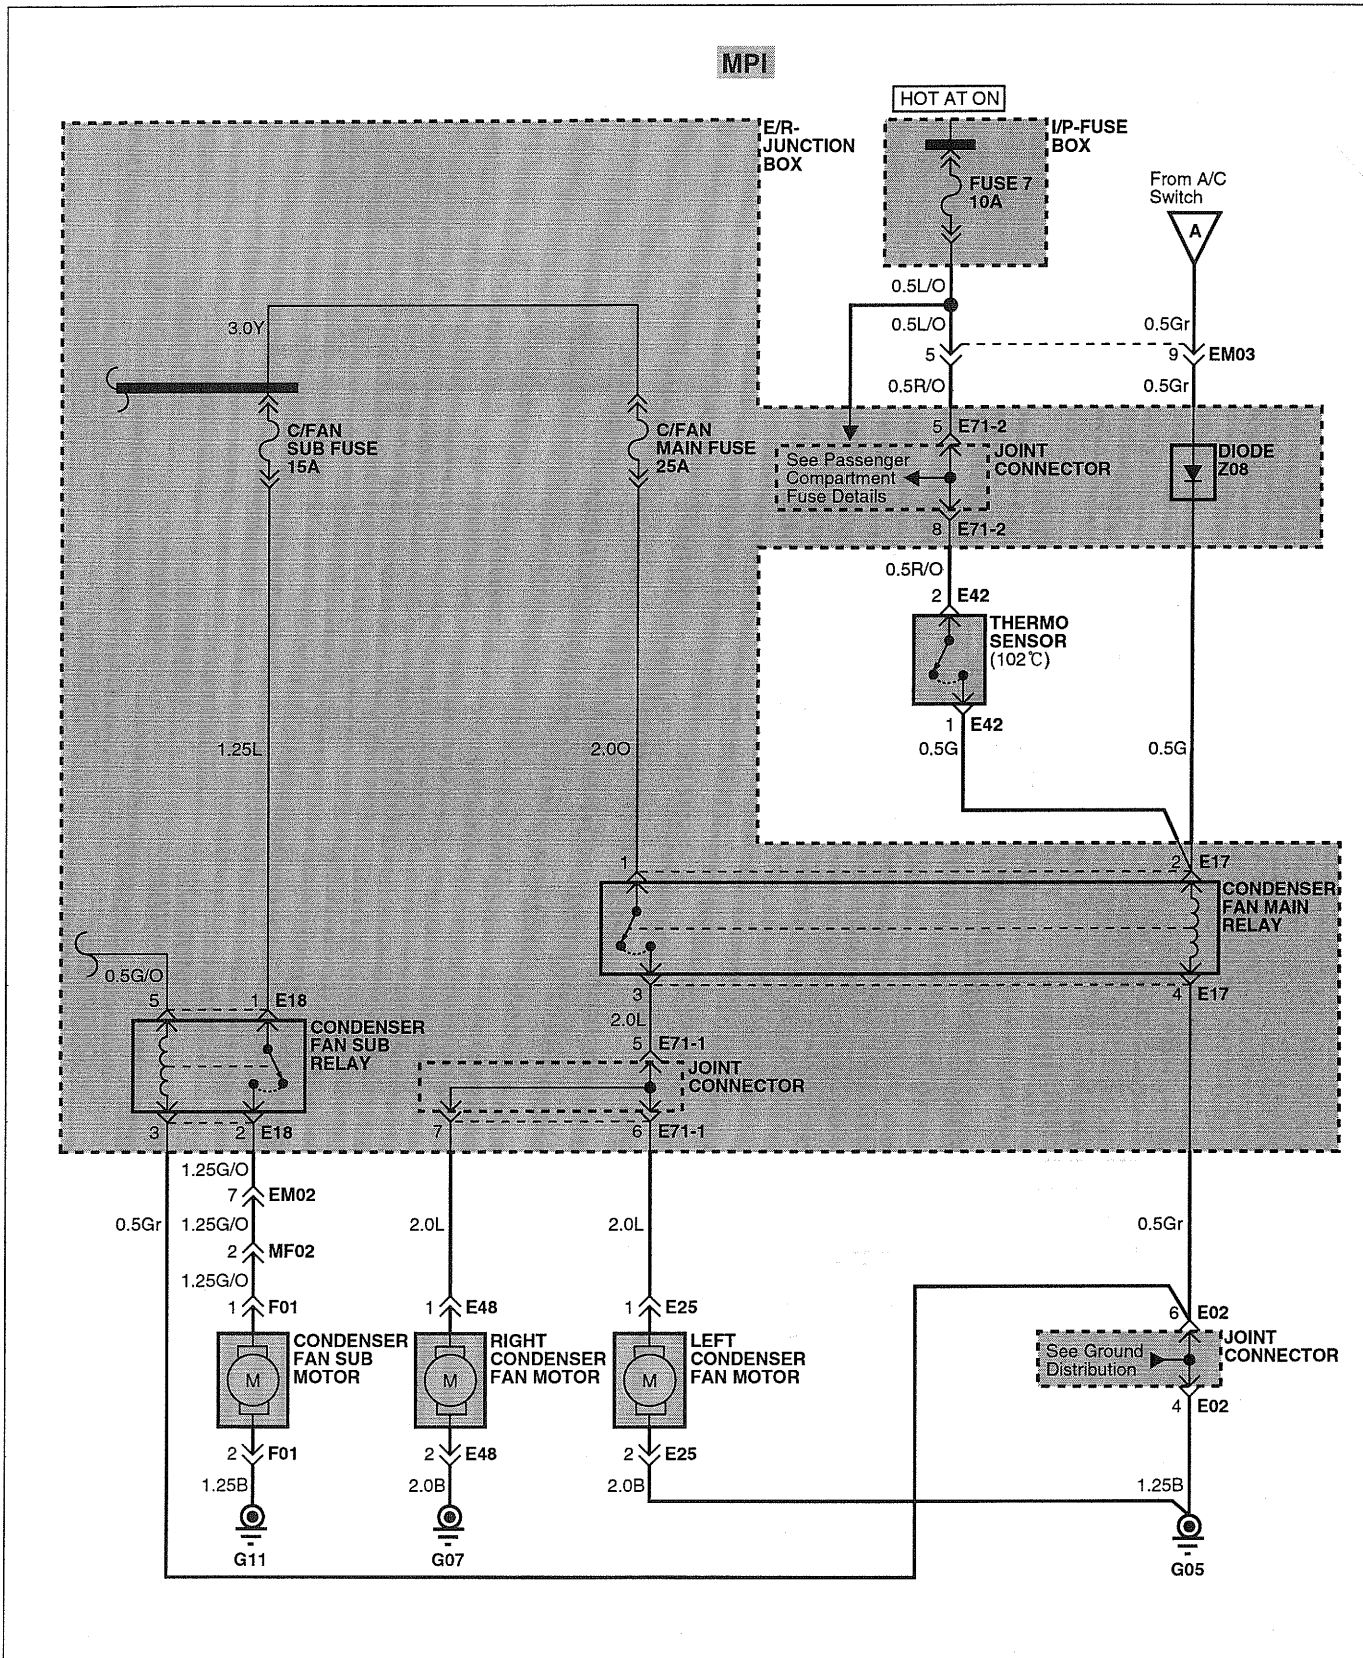 MPI
HOT AT ON
E/R-
JUNCTION
BOX
I/P-FUSE
BOX
FUSE 7
10A
From A/C
Switch
A
0.5L/O
3.0Y
0.5L/O
0.5Gr
5
9
EM03
0.5R/O
0.5Gr
C/FAN
SUB FUSE
15A
C/FAN
MAIN FUSE
25A
5
E71-2
See Passenger
Compartment
Fuse Details
JOINT
CONNECTOR
DIODE
Z08
8
E71-2
0.5R/O
2
E42
THERMO
SENSOR
(102℃)
1
E42
1.25L
2.0O
0.5G
0.5G
1
2
E17
CONDENSER
FAN MAIN
RELAY
0.5G/O
5
1
E18
3
4
E17
2.0L
CONDENSER
FAN SUB
RELAY
5
E71-1
JOINT
CONNECTOR
3
2
E18
7
6
E71-1
1.25G/O
7
EM02
0.5Gr
1.25G/O
2.0L
2.0L
0.5Gr
2
MF02
1.25G/O
1
F01
1
E48
1
E25
6
E02
CONDENSER
FAN SUB
MOTOR
M
RIGHT
CONDENSER
FAN MOTOR
M
LEFT
CONDENSER
FAN MOTOR
M
See Ground
Distribution
JOINT
CONNECTOR
4
E02
2
F01
2
E48
2
E25
1.25B
2.0B
2.0B
1.25B
G11
G07
G05